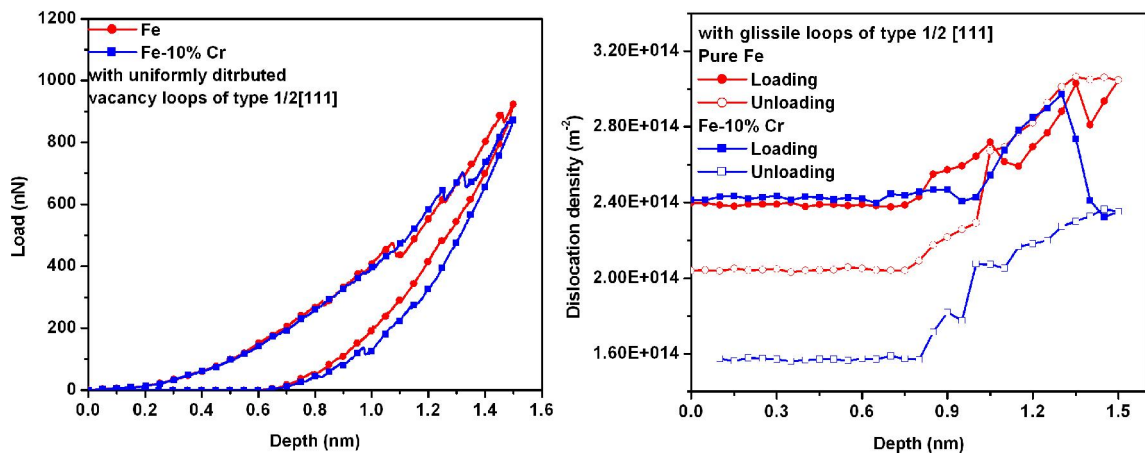 1200
1000
800
600
400
200
0
Load (nN)
Fe
Fe-10% Cr
with uniformly ditrbuted
vacancy loops of type 1/2[111]
0.0 0.2 0.4 0.6 0.8 1.0 1.2 1.4 1.6
Depth (nm)
3.20E+014
2.80E+014
2.40E+014
2.00E+014
1.60E+014
Dislocation density (m-2)
with glissile loops of type 1/2 [111]
Pure Fe
Loading
Unloading
Fe-10% Cr
Loading
Unloading
0.0 0.3 0.6 0.9 1.2 1.5
Depth (nm)